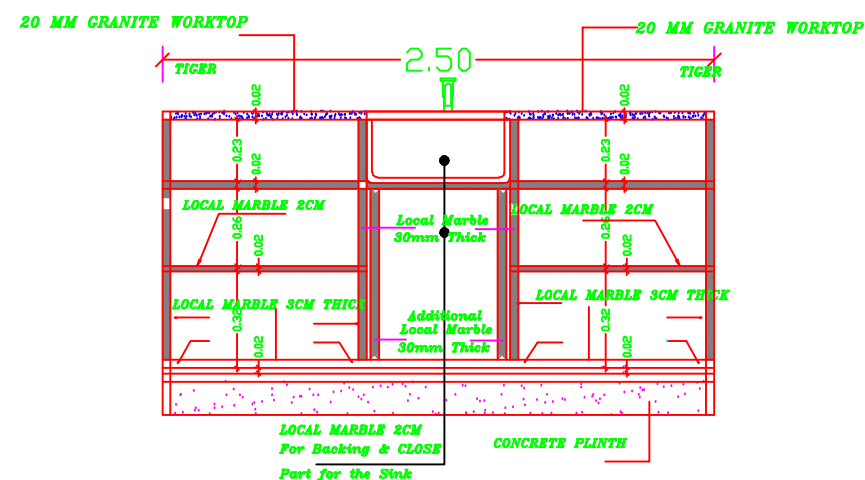 20 MM GRANITE WORKTOP
20 MM GRANITE WORKTOP
2.50
TIGER
TIGER
0.02
0.02
0.23
0.02
0.23
0.02
LOCAL MARBLE 2CM
LOCAL MARBLE 2CM
Local Marble
30mm Thick
0.26
0.02
0.26
0.02
LOCAL MARBLE 3CM THICK
LOCAL MARBLE 3CM THICK
Additional
Local Marble
30mm Thick
0.32
0.02
0.32
0.02
LOCAL MARBLE 2CM
For Backing & CLOSE
Part for the Sink
CONCRETE PLINTH